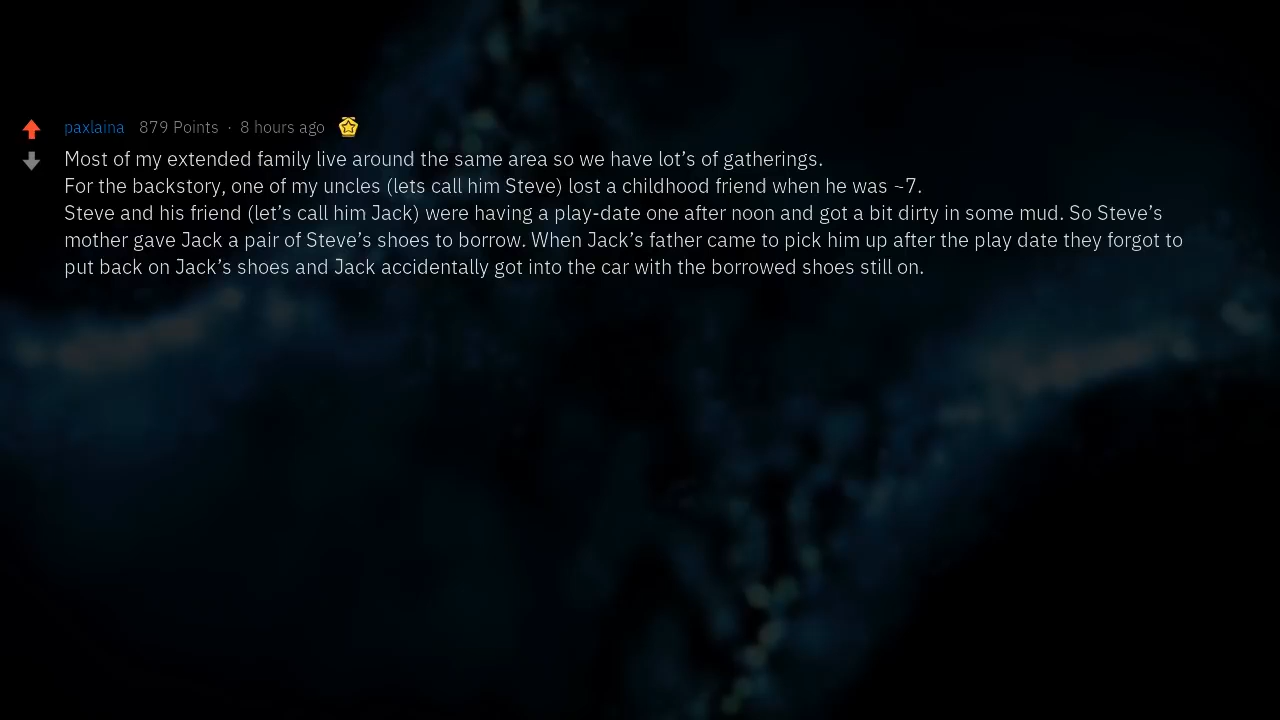 paxlaina 879 Points · 8 hours ago
Most of my extended family live around the same area so we have lot’s of gatherings.
For the backstory, one of my uncles (lets call him Steve) lost a childhood friend when he was ~7.
Steve and his friend (let’s call him Jack) were having a play-date one after noon and got a bit dirty in some mud. So Steve’s
mother gave Jack a pair of Steve’s shoes to borrow. When Jack’s father came to pick him up after the play date they forgot to
put back on Jack’s shoes and Jack accidentally got into the car with the borrowed shoes still on.